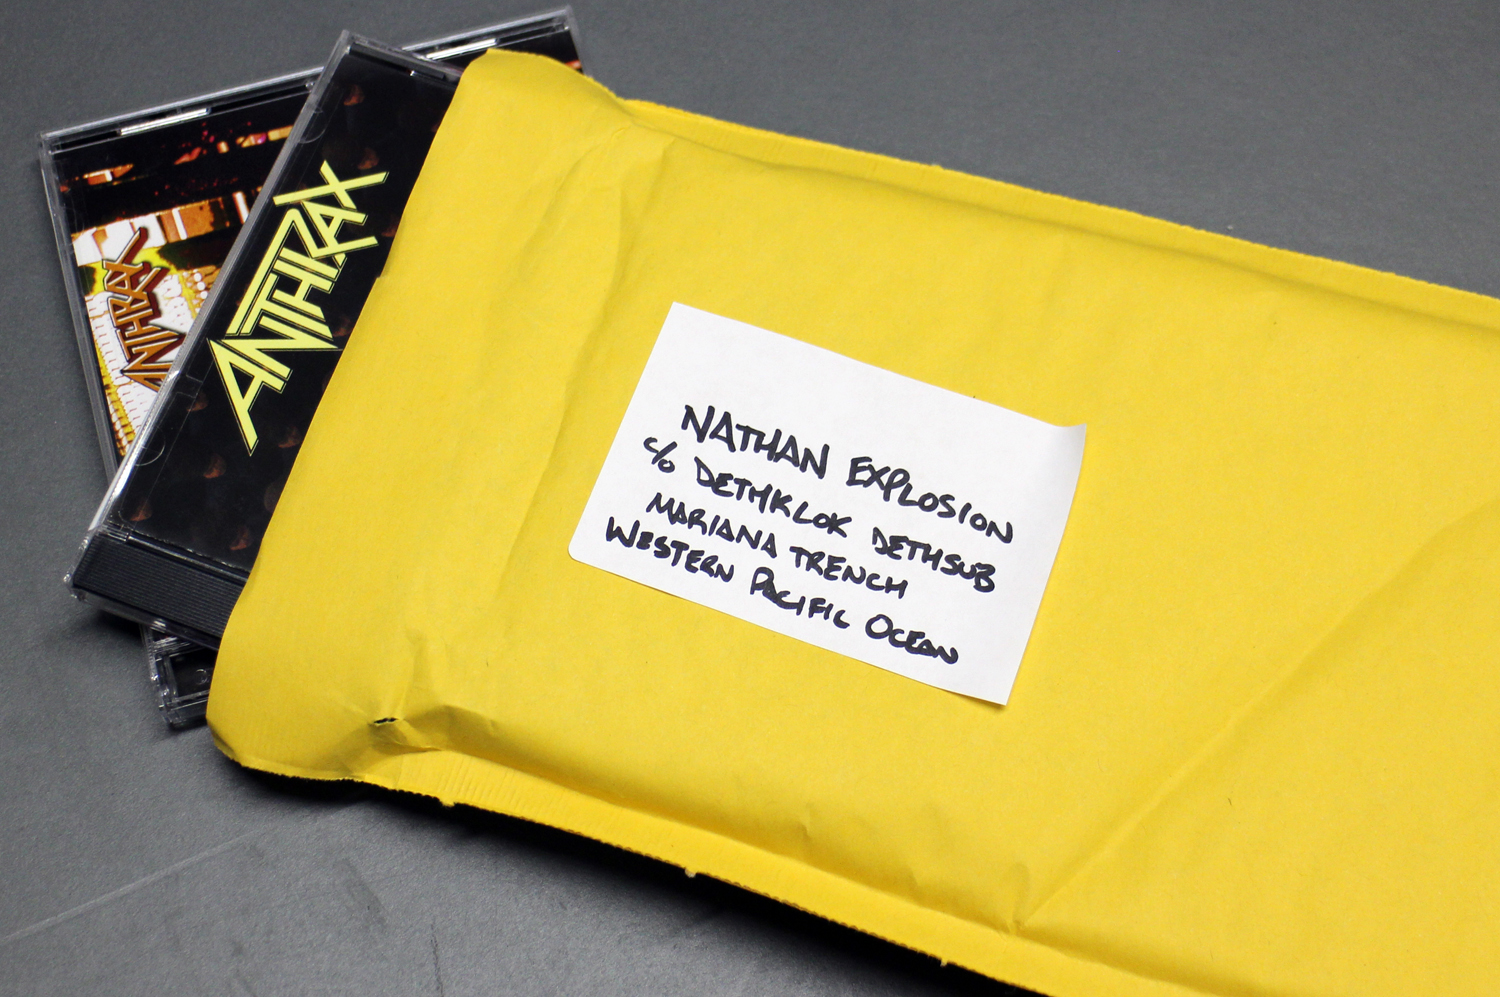 ANTHRAX
ANTHRAX
NATHAN EXPLOSION
c/o DETHKLOK DETHSUB
MARIANA TRENCH
WESTERN PACIFIC OCEAN